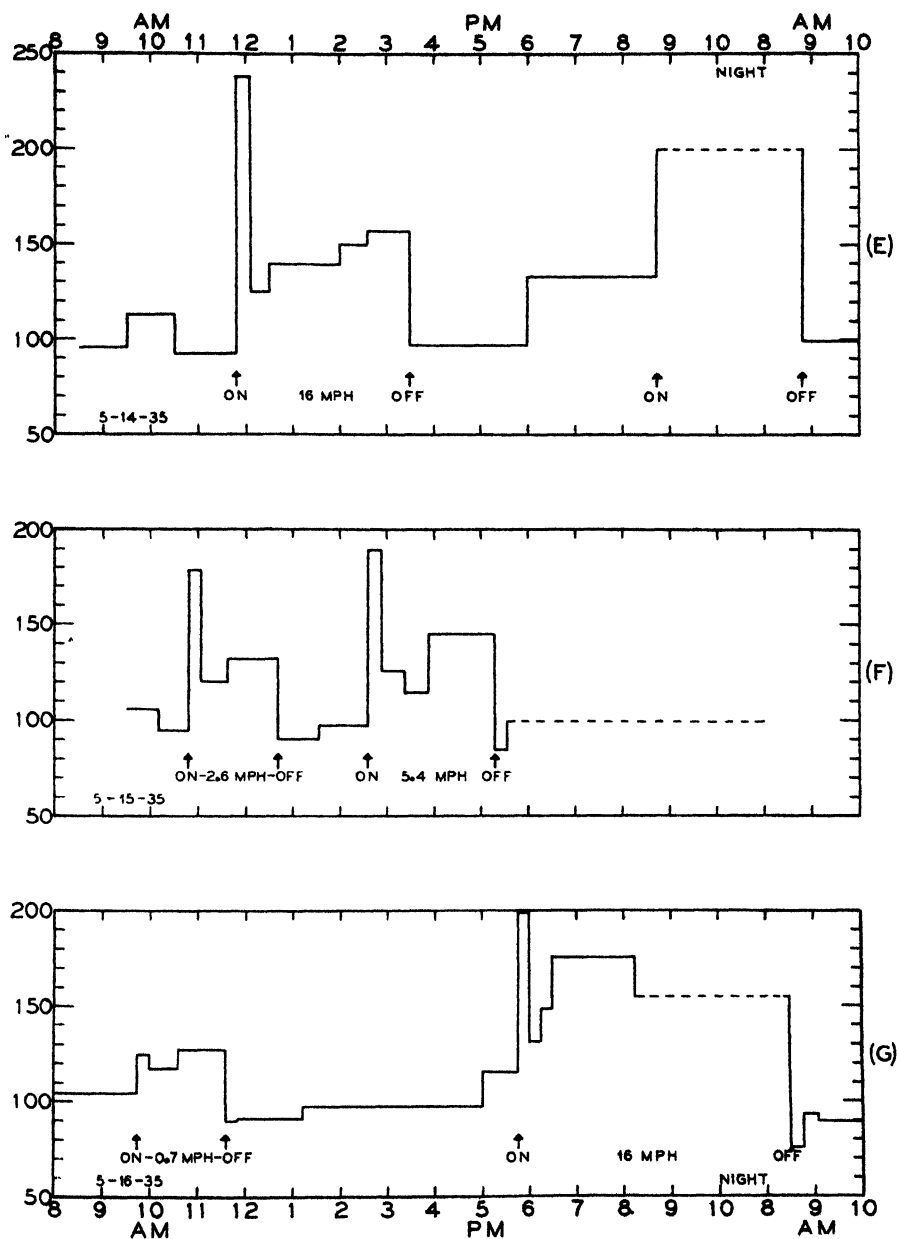 AM PM AM
8 9 10 11 12 1 2 3 4 5 6 7 8 9 10 8 9 10
250
NIGHT
200
150 (E)
100
ON 16 MPH OFF ON OFF
5-14-35
50
200
150
(F)
100
ON-2.6 MPH-OFF ON 5.4 MPH OFF
5-15-35
50
200
150
(G)
100
ON-0.7 MPH-OFF ON 16 MPH OFF
5-16-35 NIGHT
50
8 9 10 11 12 1 2 3 4 5 6 7 8 9 10 8 9 10
AM PM AM